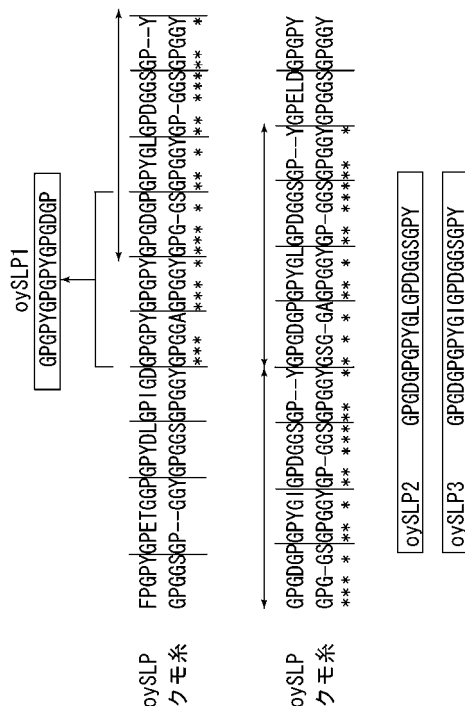 oySLP1
GPGPYGPGPYGPGDGP
oySLP FPGPYGPETGGPGPYDLGPIGDGPGPYGPGPYGPGDGPGPYGLGPDGGSGP--Y
クモ糸 GPGGSGP--GGYGPGGSGPGGYGPGGAGPGGYGPG-GSGPGGYGP-GGSGPGGY
*** *** **** * ** * ** ***** *
oySLP GPGDGPGPYGIGPDGGSGP--YGPGDGPGPYGLGPDGGSGP--YGPELDGPGPY
クモ糸 GPG-GSGPGGYGP-GGSGPGGYGSG-GAGPGGYGP-GGSGPGGYGPGGSGPGGY
*** * ** * ** ***** ** * * ** * ** ***** *
oySLP2 GPGDGPGPYGLGPDGGSGPY
oySLP3 GPGDGPGPYGIGPDGGSGPY